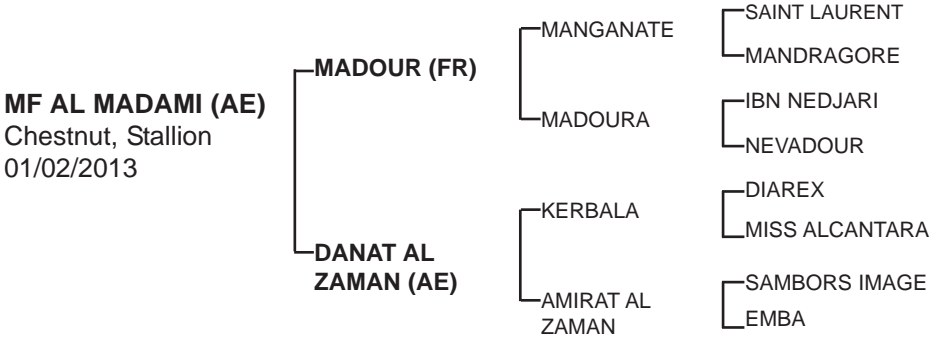 MF AL MADAMI (AE)
Chestnut, Stallion
01/02/2013
MADOUR (FR)
DANAT AL
ZAMAN (AE)
MANGANATE
MADOURA
KERBALA
AMIRAT AL
ZAMAN
SAINT LAURENT
MANDRAGORE
IBN NEDJARI
NEVADOUR
DIAREX
MISS ALCANTARA
SAMBORS IMAGE
EMBA